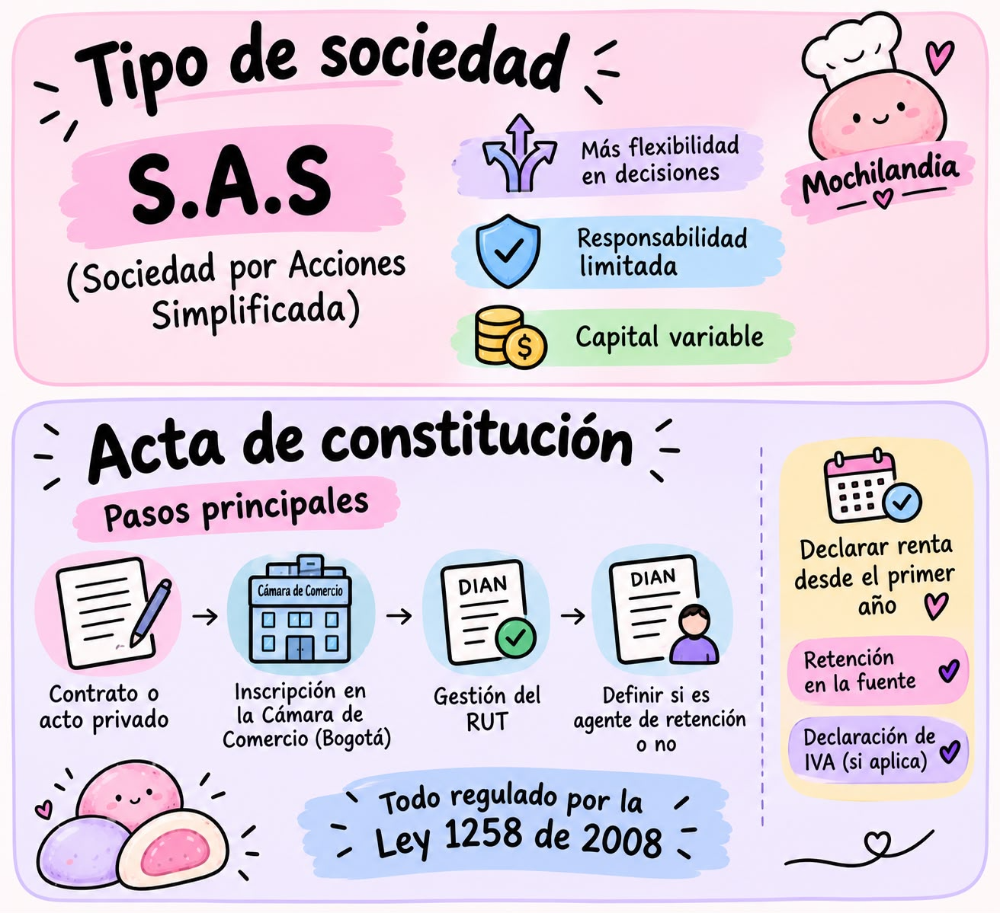 Tipo de sociedad
S.A.S
(Sociedad por Acciones
Simplificada)
Más flexibilidad
en decisiones
Responsabilidad
limitada
Capital variable
Mochilandia
Acta de constitución
Pasos principales
Contrato o
acto privado
Cámara de Comercio
Inscripción en
la Cámara de
Comercio (Bogotá)
DIAN
Gestión del
RUT
DIAN
Definir si es
agente de retención
o no
Declarar renta
desde el primer
año
Retención
en la fuente
Declaración de
IVA (si aplica)
Todo regulado por la
Ley 1258 de 2008